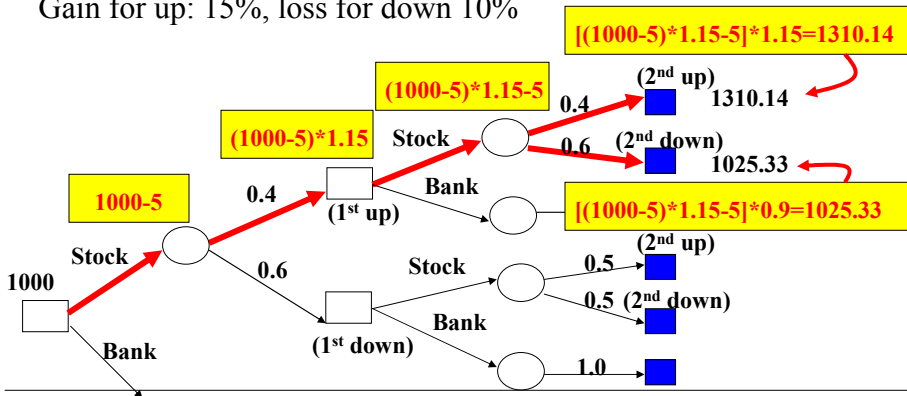 Gain for up: 15%, loss for down 10%
[(1000-5)*1.15-5]*1.15=1310.14
(2nd up)
(1000-5)*1.15-5
0.4
1310.14
(1000-5)*1.15
Stock
0.6
(2nd down)
1025.33
1000-5
0.4
Bank
(1st up)
[(1000-5)*1.15-5]*0.9=1025.33
(2nd up)
Stock
0.6
Stock
0.5
1000
0.5 (2nd down)
Bank
(1st down)
Bank
1.0